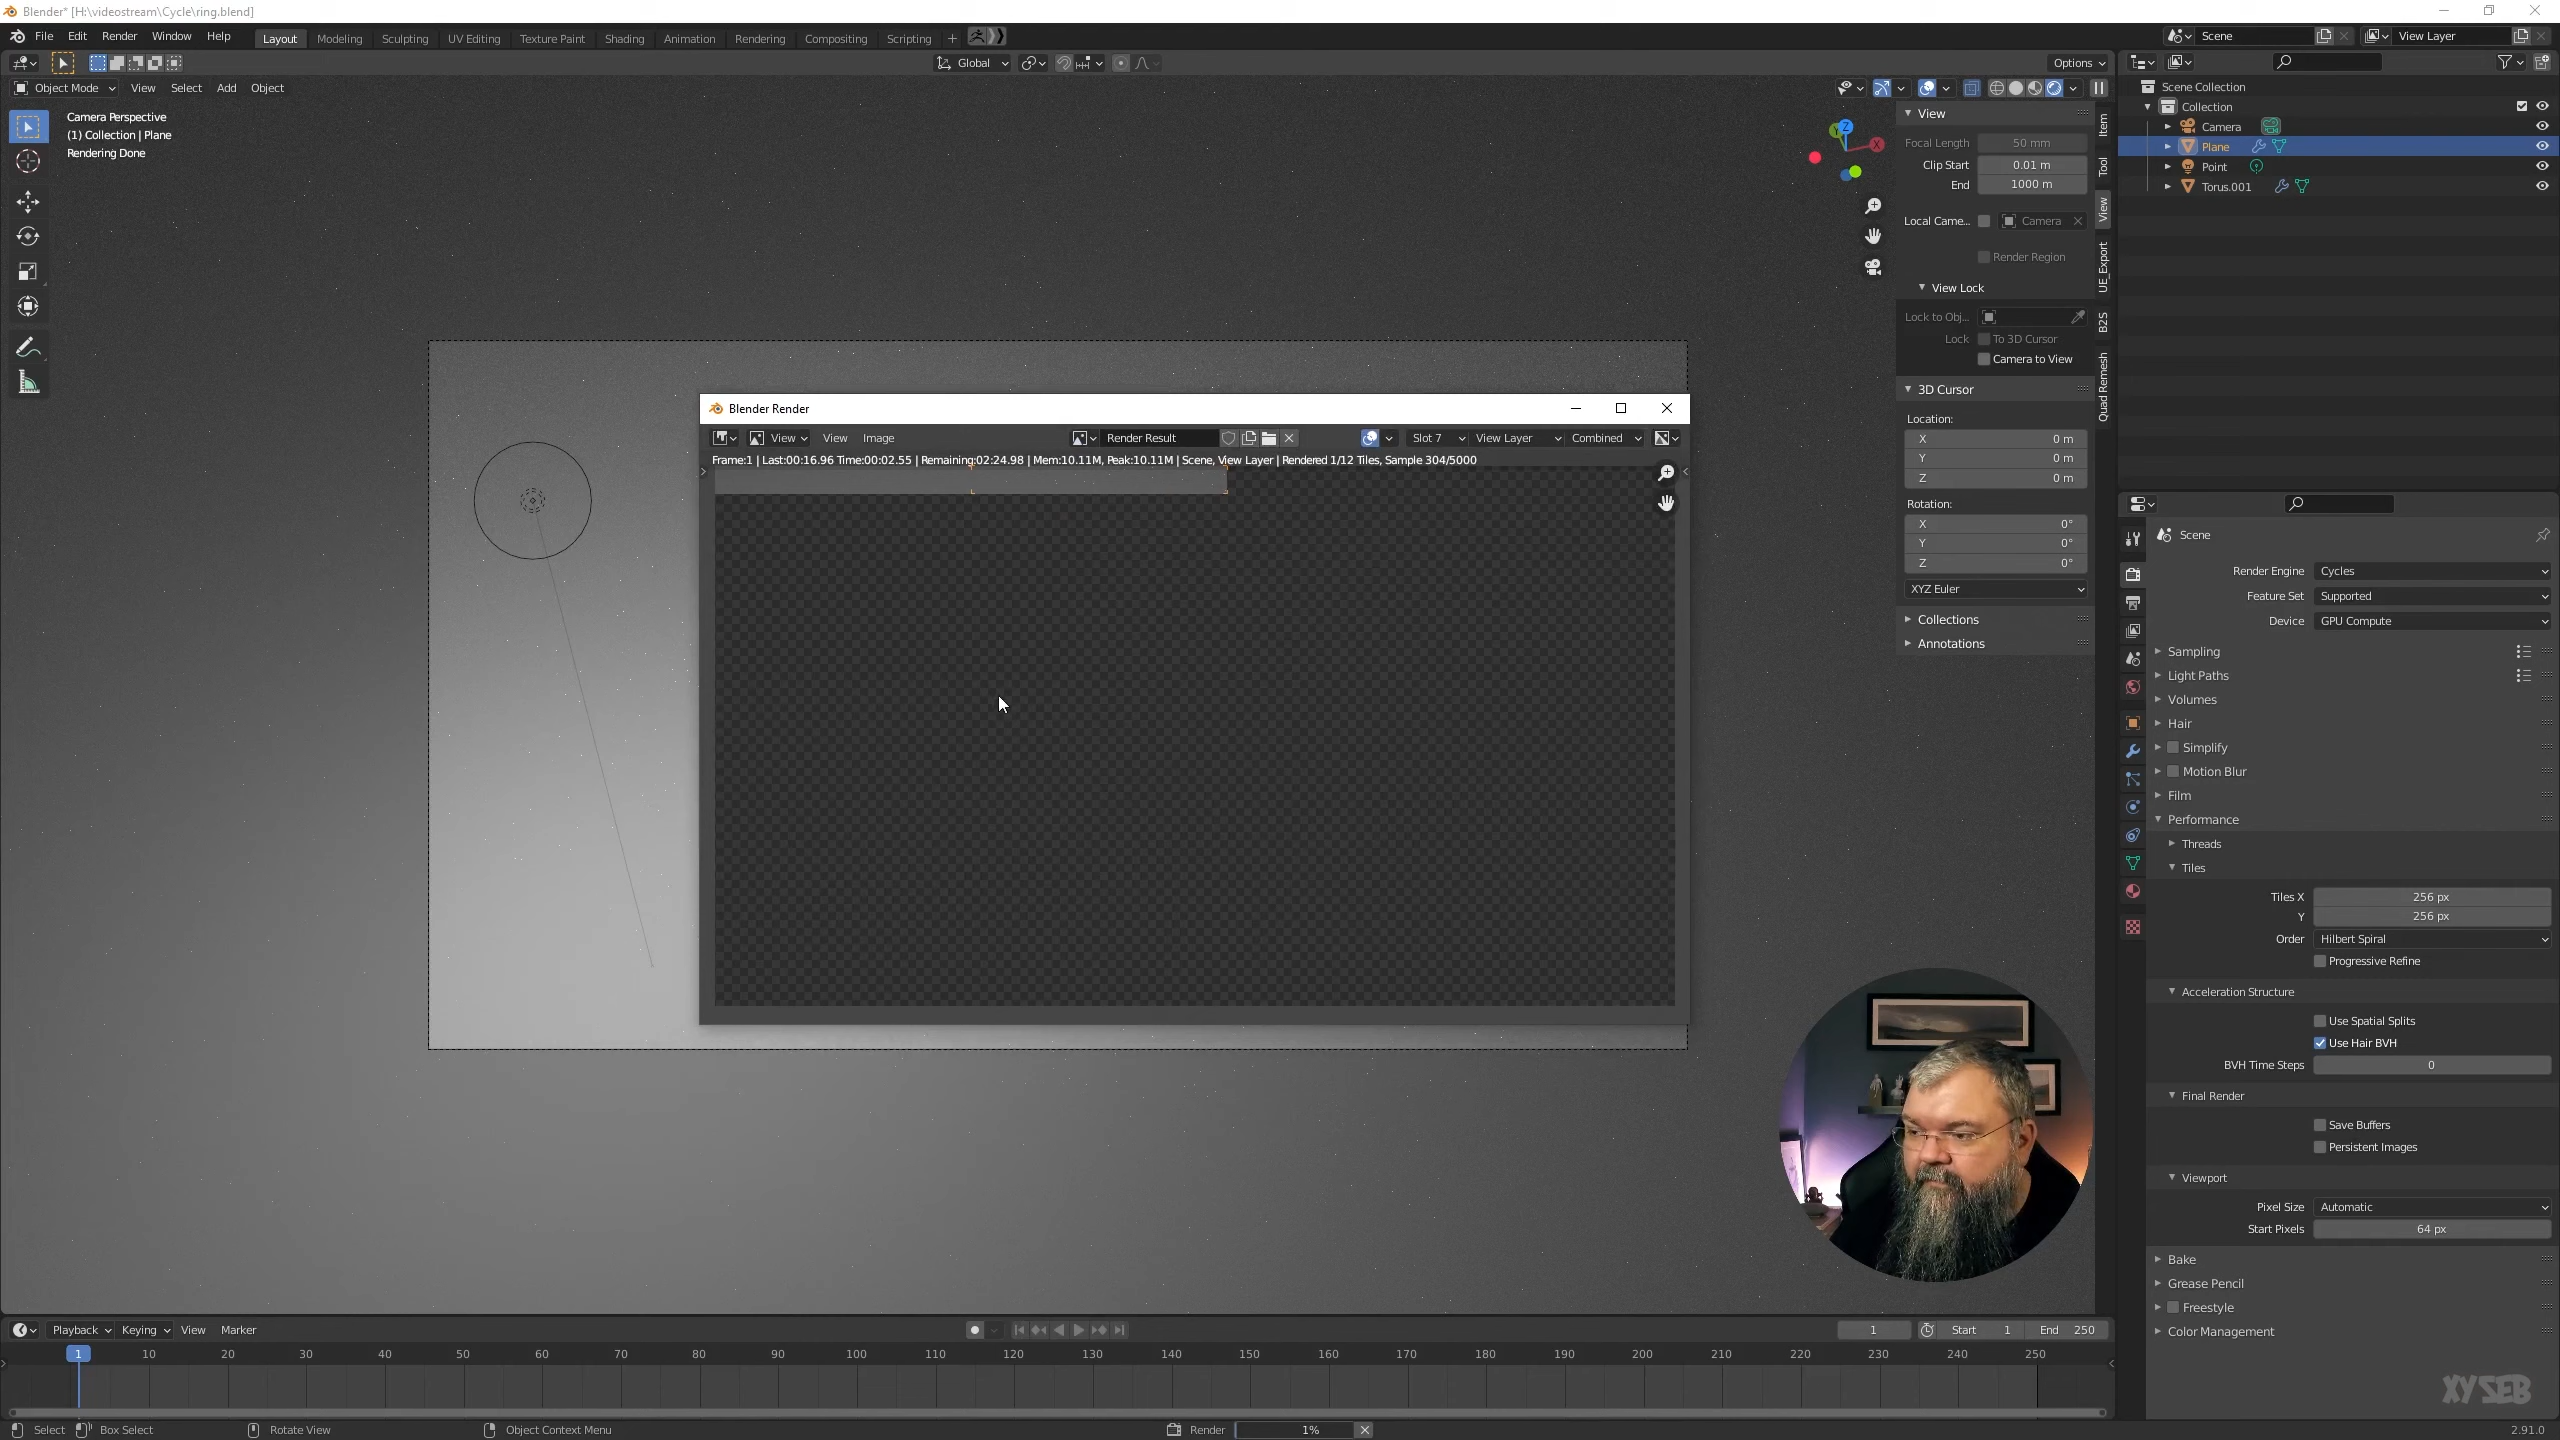 Blender* [H:\videostream\Cycle\ring.blend]
File Edit Render Window Help Layout Modeling Sculpting UV Editing Texture Paint Shading Animation Rendering Compositing Scripting + Scene View Layer
Global Options
Object Mode View Select Add Object
Camera Perspective
(1) Collection | Plane
Rendering Done
Z
Y
X
View
Focal Length 50 mm
Clip Start 0.01 m
End 1000 m
Local Came... Camera
Render Region
View Lock
Lock to Obj...
Lock To 3D Cursor
Camera to View
3D Cursor
Location:
X 0 m
Y 0 m
Z 0 m
Rotation:
X 0°
Y 0°
Z 0°
XYZ Euler
Collections
Annotations
Item
Tool
View
UE_Export
B2S
Quad Remesh
Blender Render
View View Image Render Result Slot 7 View Layer Combined
Frame:1 | Last:00:16.96 Time:00:02.55 | Remaining:02:24.98 | Mem:10.11M, Peak:10.11M | Scene, View Layer | Rendered 1/12 Tiles, Sample 304/5000
Scene Collection
Collection
Camera
Plane
Point
Torus.001
Scene
Render Engine Cycles
Feature Set Supported
Device GPU Compute
Sampling
Light Paths
Volumes
Hair
Simplify
Motion Blur
Film
Performance
Threads
Tiles
Tiles X 256 px
Y 256 px
Order Hilbert Spiral
Progressive Refine
Acceleration Structure
Use Spatial Splits
Use Hair BVH
BVH Time Steps 0
Final Render
Save Buffers
Persistent Images
Viewport
Pixel Size Automatic
Start Pixels 64 px
Bake
Grease Pencil
Freestyle
Color Management
XYSEB
Playback Keying View Marker 1 Start 1 End 250
1 10 20 30 40 50 60 70 80 90 100 110 120 130 140 150 160 170 180 190 200 210 220 230 240 250
Select Box Select Rotate View Object Context Menu Render 1% 2.91.0